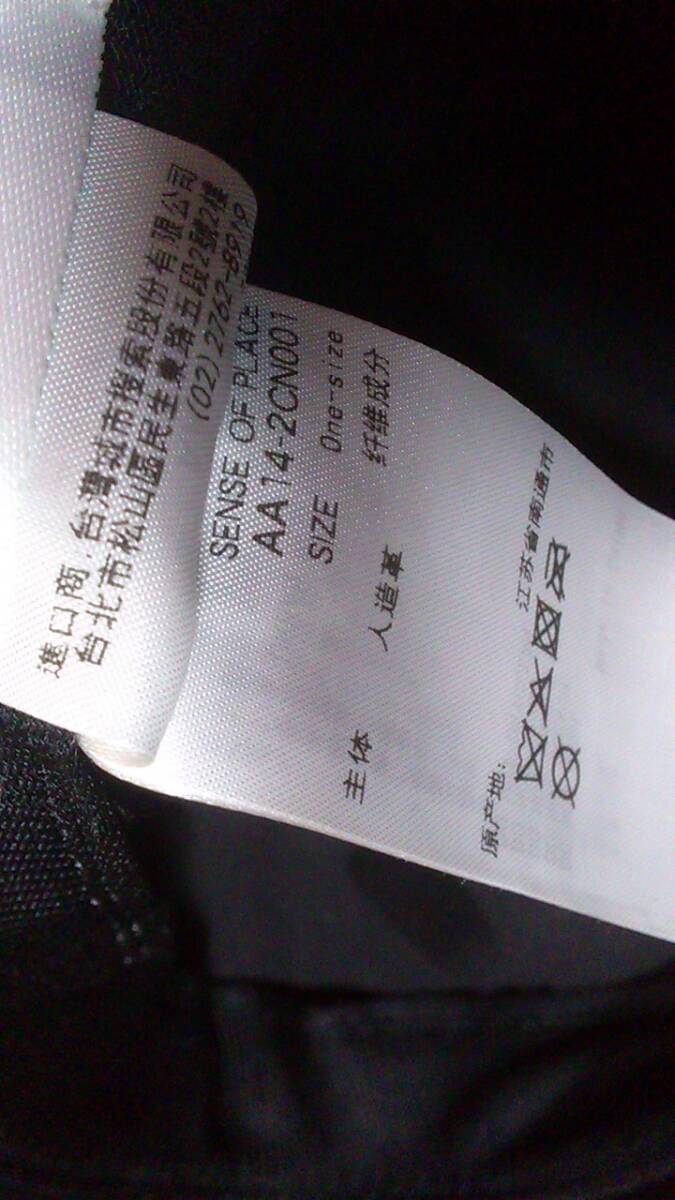 進口商:台灣城市搜索股份有限公司
台北市松山區民生東路五段2號2樓
(02)2762-8919
SENSE OF PLACE
AA14-2CN001
SIZE One-size
纤维成分
主体 人造革
原产地: 江苏省南通市